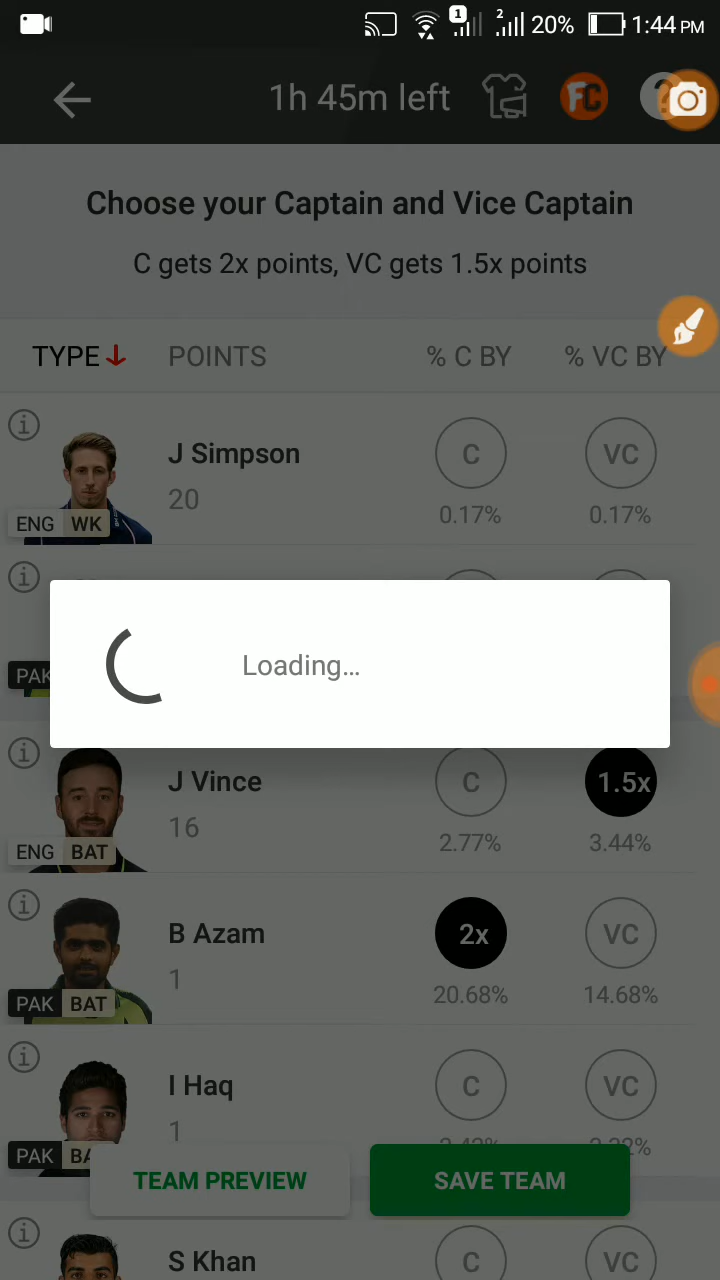 1 2 20% 1:44 PM
1h 45m left FC ?
Choose your Captain and Vice Captain
C gets 2x points, VC gets 1.5x points
TYPE POINTS % C BY % VC BY
i
J Simpson C VC
20
ENG WK 0.17% 0.17%
i
Loading...
PAK
i
J Vince C 1.5x
16
ENG BAT 2.77% 3.44%
i
B Azam 2x VC
1
PAK BAT 20.68% 14.68%
i
I Haq C VC
1
PAK
TEAM PREVIEW SAVE TEAM
i
S Khan C VC